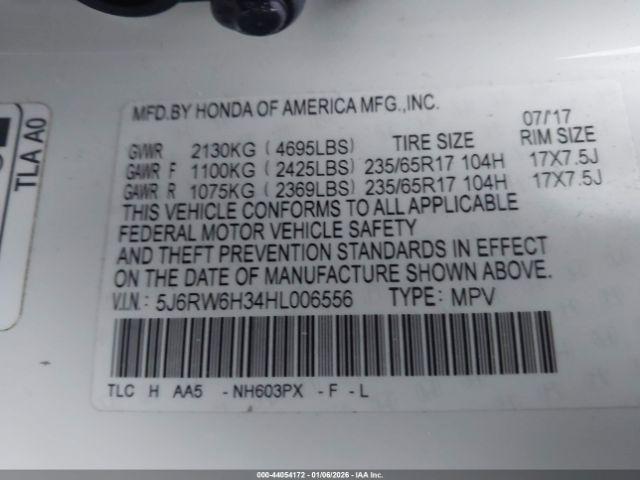 TLA A0
MFD.BY HONDA OF AMERICA MFG.,INC. 07/'17
GVWR 2130KG ( 4695LBS) TIRE SIZE RIM SIZE
GAWR F 1100KG ( 2425LBS) 235/65R17 104H 17X7.5J
GAWR R 1075KG ( 2369LBS) 235/65R17 104H 17X7.5J
THIS VEHICLE CONFORMS TO ALL APPLICABLE
FEDERAL MOTOR VEHICLE SAFETY
AND THEFT PREVENTION STANDARDS IN EFFECT
ON THE DATE OF MANUFACTURE SHOWN ABOVE.
V.I.N.: 5J6RW6H34HL006556 TYPE: MPV
TLC H AA5 - NH603PX - F - L
000-44054172 - 01/06/2026 - IAA Inc.